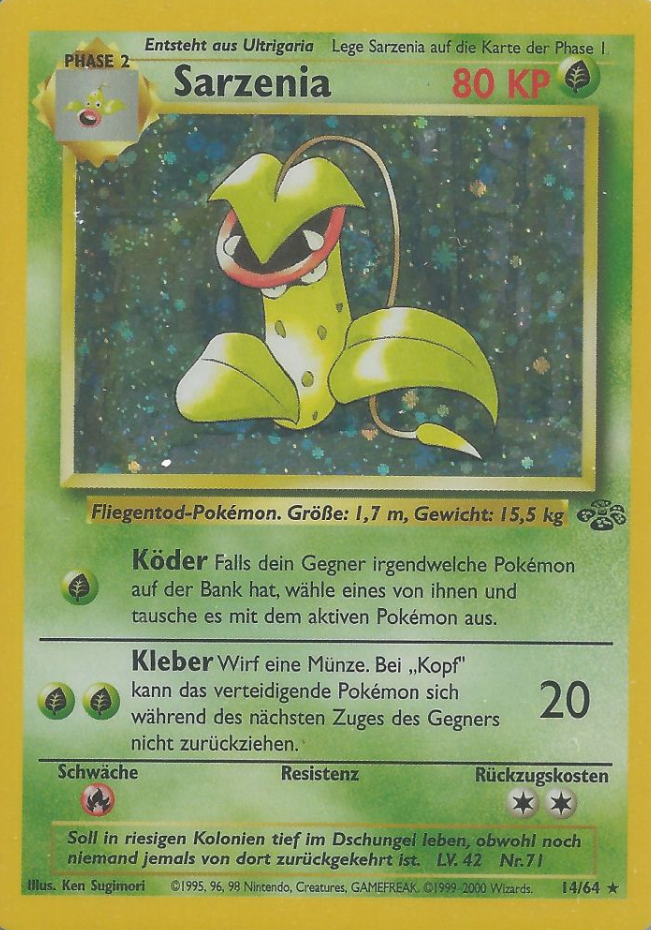 Entsteht aus Ultrigaria Lege Sarzenia auf die Karte der Phase 1
PHASE 2
Sarzenia 80 KP
Fliegentod-Pokémon. Größe: 1,7 m, Gewicht: 15,5 kg
Köder Falls dein Gegner irgendwelche Pokémon
auf der Bank hat, wähle eines von ihnen und
tausche es mit dem aktiven Pokémon aus.
Kleber Wirf eine Münze. Bei „Kopf"
kann das verteidigende Pokémon sich
während des nächsten Zuges des Gegners
nicht zurückziehen.
20
Schwäche Resistenz Rückzugskosten
Soll in riesigen Kolonien tief im Dschungel leben, obwohl noch
niemand jemals von dort zurückgekehrt ist. LV. 42 Nr. 71
Illus. Ken Sugimori ©1995, 96, 98 Nintendo, Creatures, GAMEFREAK. ©1999-2000 Wizards. 14/64 ★